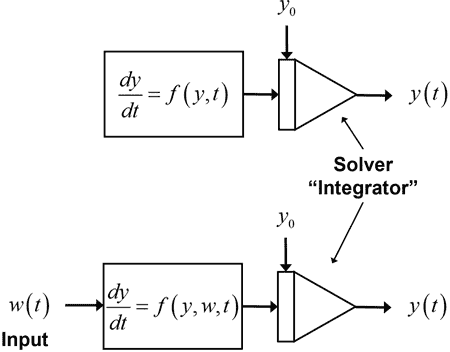 y₀
dy/dt = f(y,t)
y(t)
Solver
“Integrator”
y₀
w(t)
dy/dt = f(y,w,t)
y(t)
Input